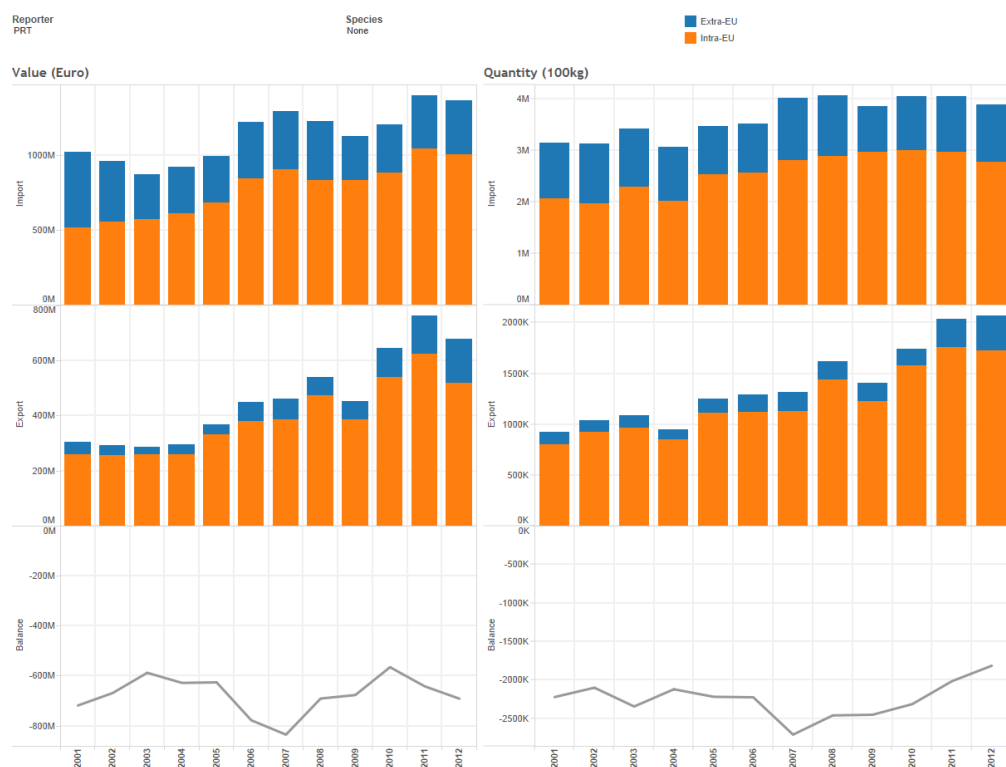 Reporter
PRT
Species
None
Extra-EU
Intra-EU
Value (Euro)
Import
1000M
500M
0M
Export
800M
600M
400M
200M
0M
Balance
0M
-200M
-400M
-600M
-800M
2001
2002
2003
2004
2005
2006
2007
2008
2009
2010
2011
2012
Quantity (100kg)
Import
4M
3M
2M
1M
0M
Export
2000K
1500K
1000K
500K
0K
Balance
0K
-500K
-1000K
-1500K
-2000K
-2500K
2001
2002
2003
2004
2005
2006
2007
2008
2009
2010
2011
2012